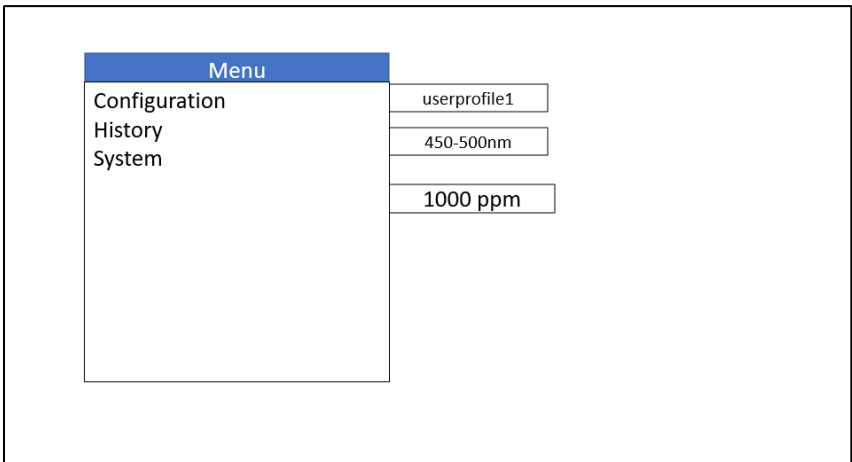 Menu
Configuration
History
System
userprofile1
450-500nm
1000 ppm